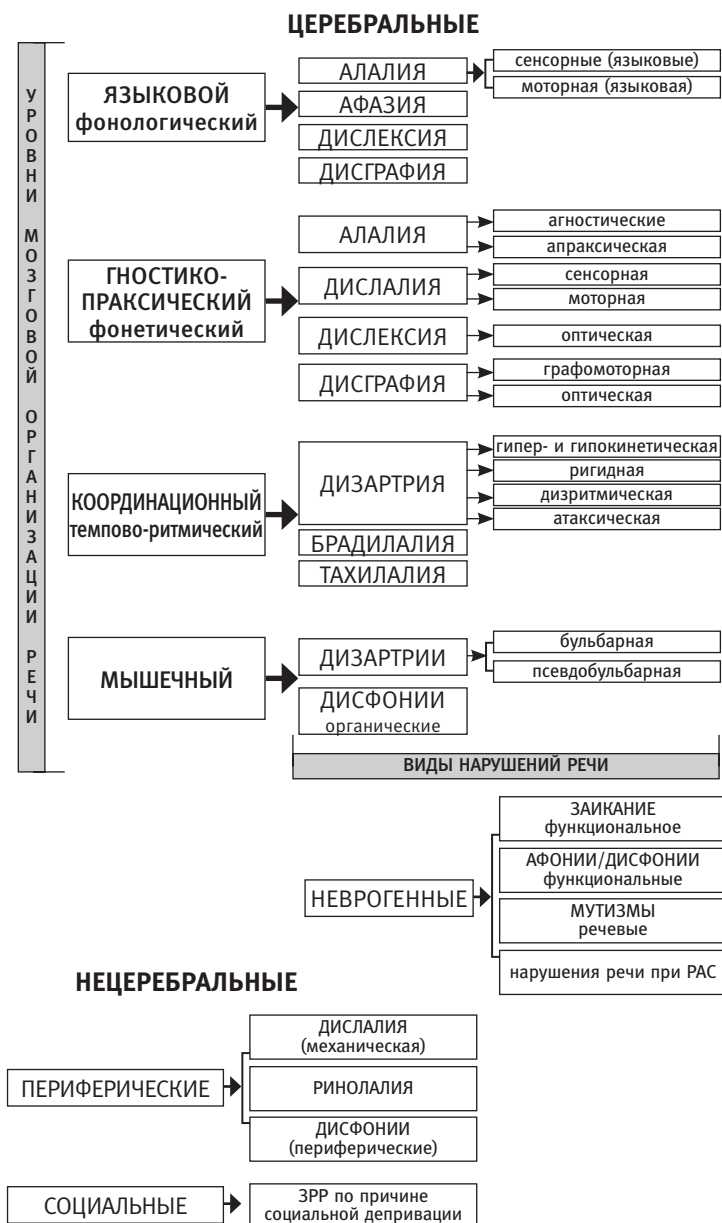 ЦЕРЕБРАЛЬНЫЕ
УРОВНИ МОЗГОВОЙ ОРГАНИЗАЦИИ РЕЧИ
ЯЗЫКОВОЙ
фонологический
АЛАЛИЯ
сенсорные (языковые)
моторная (языковая)
АФАЗИЯ
ДИСЛЕКСИЯ
ДИСГРАФИЯ
ГНОСТИКО-
ПРАКСИЧЕСКИЙ
фонетический
АЛАЛИЯ
агностические
апраксическая
ДИСЛАЛИЯ
сенсорная
моторная
ДИСЛЕКСИЯ
оптическая
ДИСГРАФИЯ
графомоторная
оптическая
КООРДИНАЦИОННЫЙ
темпово-ритмический
ДИЗАРТРИЯ
гипер- и гипокинетическая
ригидная
дизритмическая
атаксическая
БРАДИЛАЛИЯ
ТАХИЛАЛИЯ
МЫШЕЧНЫЙ
ДИЗАРТРИИ
бульбарная
псевдобульбарная
ДИСФОНИИ
органические
ВИДЫ НАРУШЕНИЙ РЕЧИ
НЕВРОГЕННЫЕ
ЗАИКАНИЕ
функциональное
АФОНИИ/ДИСФОНИИ
функциональные
МУТИЗМЫ
речевые
нарушения речи при РАС
НЕЦЕРЕБРАЛЬНЫЕ
ПЕРИФЕРИЧЕСКИЕ
ДИСЛАЛИЯ
(механическая)
РИНОЛАЛИЯ
ДИСФОНИИ
(периферические)
СОЦИАЛЬНЫЕ
ЗРР по причине
социальной депривации